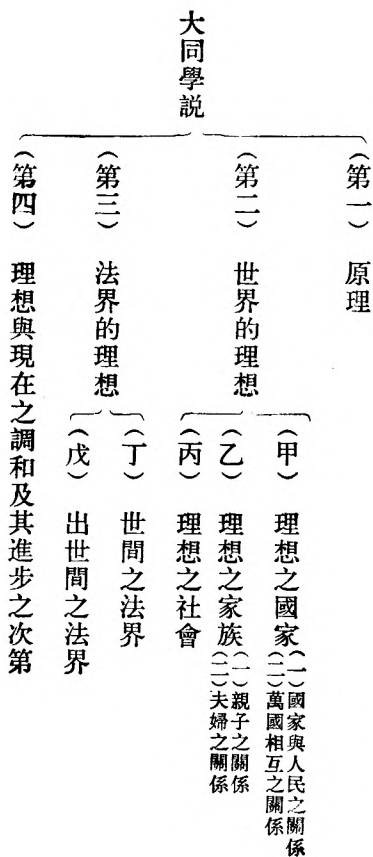 大同學説
（第一）　原理
（第二）　世界的理想
（甲）　理想之國家
（一）國家與人民之關係
（二）萬國相互之關係
（乙）　理想之家族
（一）親子之關係
（二）夫婦之關係
（丙）　理想之社會
（第三）　法界的理想
（丁）　世間之法界
（戊）　出世間之法界
（第四）　理想與現在之調和及其進步之次第